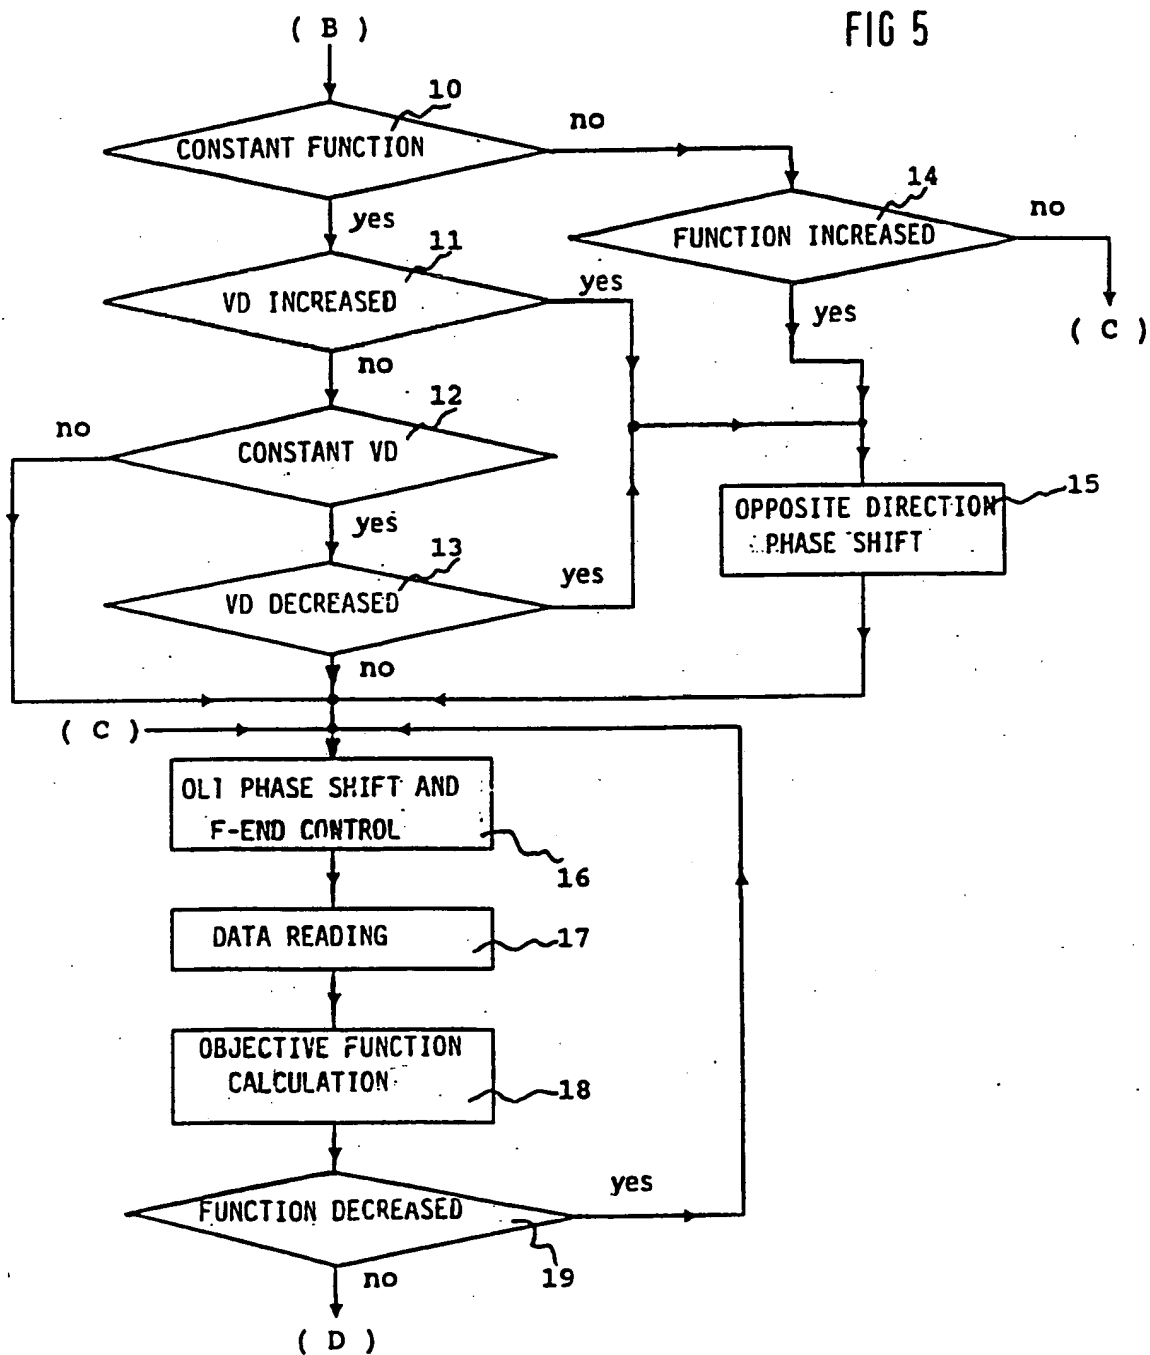 ( B )
FIG 5
10
CONSTANT FUNCTION
no
yes
14
FUNCTION INCREASED
no
11
VD INCREASED
yes
yes
( C )
no
12
no
CONSTANT VD
15
OPPOSITE DIRECTION
PHASE SHIFT
yes
13
VD DECREASED
yes
no
( C )
OL1 PHASE SHIFT AND
F-END CONTROL
16
DATA READING
17
OBJECTIVE FUNCTION
CALCULATION
18
FUNCTION DECREASED
yes
19
no
( D )